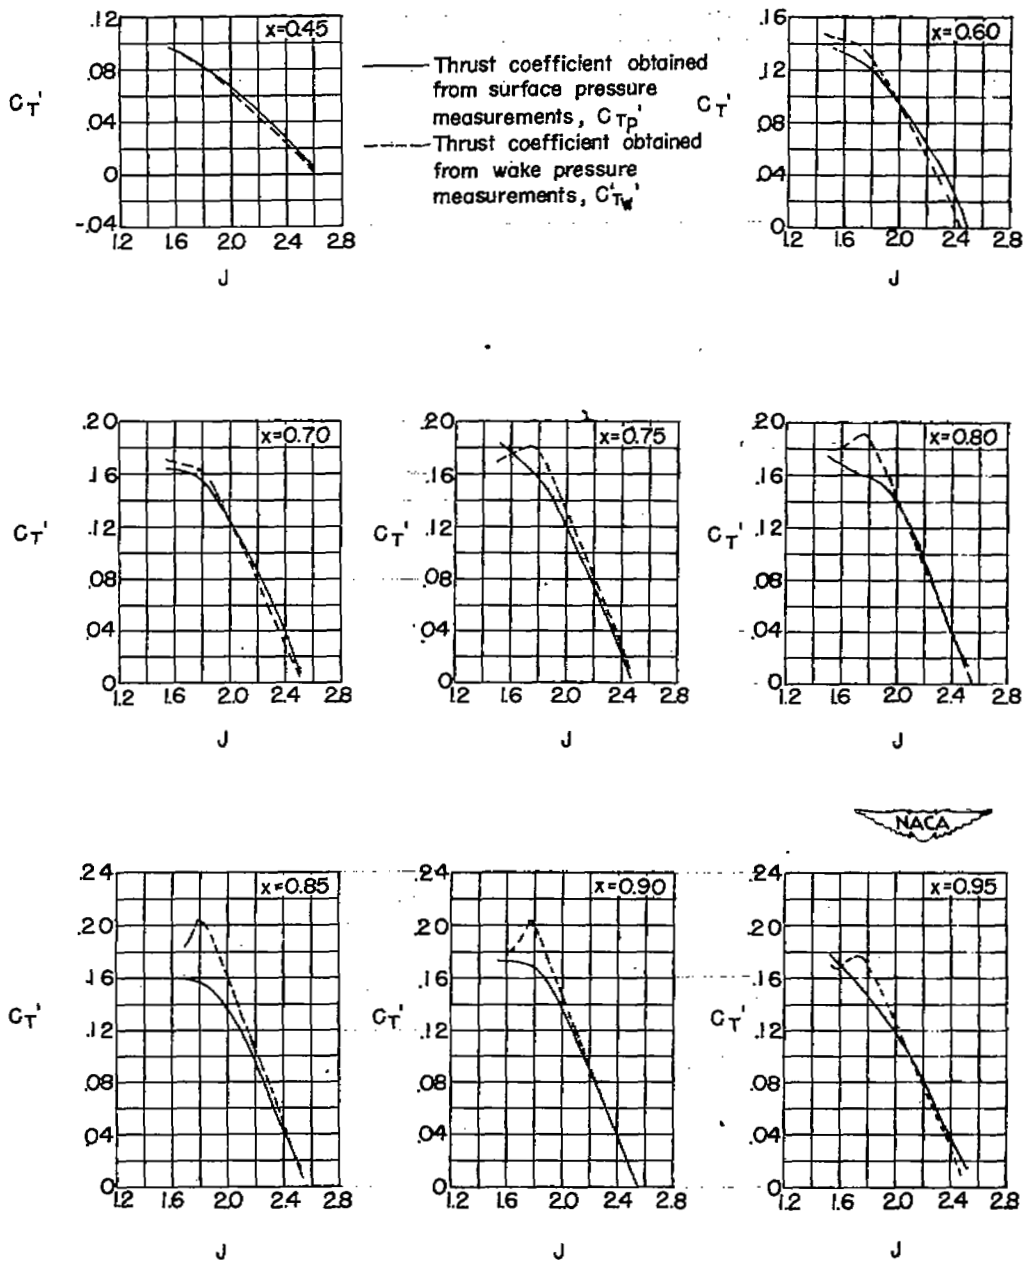 .12
x=0.45
.08
C_T'
.04
0
-.04
1.2 1.6 2.0 2.4 2.8
J
Thrust coefficient obtained
from surface pressure
measurements, C_Tp'
Thrust coefficient obtained
from wake pressure
measurements, C'_Tw'
.16
x=0.60
.12
C_T'
.08
.04
0
1.2 1.6 2.0 2.4 2.8
J
.20
x=0.70
.16
C_T'
.12
.08
.04
0
1.2 1.6 2.0 2.4 2.8
J
.20
x=0.75
.16
C_T'
.12
.08
.04
0
1.2 1.6 2.0 2.4 2.8
J
.20
x=0.80
.16
C_T'
.12
.08
.04
0
1.2 1.6 2.0 2.4 2.8
J
NACA
.24
x=0.85
.20
.16
C_T'
.12
.08
.04
0
1.2 1.6 2.0 2.4 2.8
J
.24
x=0.90
.20
.16
C_T'
.12
.08
.04
0
1.2 1.6 2.0 2.4 2.8
J
.24
x=0.95
.20
.16
C_T'
.12
.08
.04
0
1.2 1.6 2.0 2.4 2.8
J